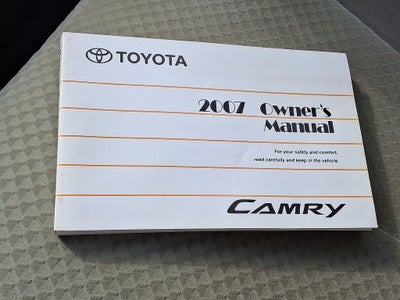 TOYOTA
2007 Owner's
Manual
For your safety and comfort,
read carefully and keep in the vehicle.
CAMRY